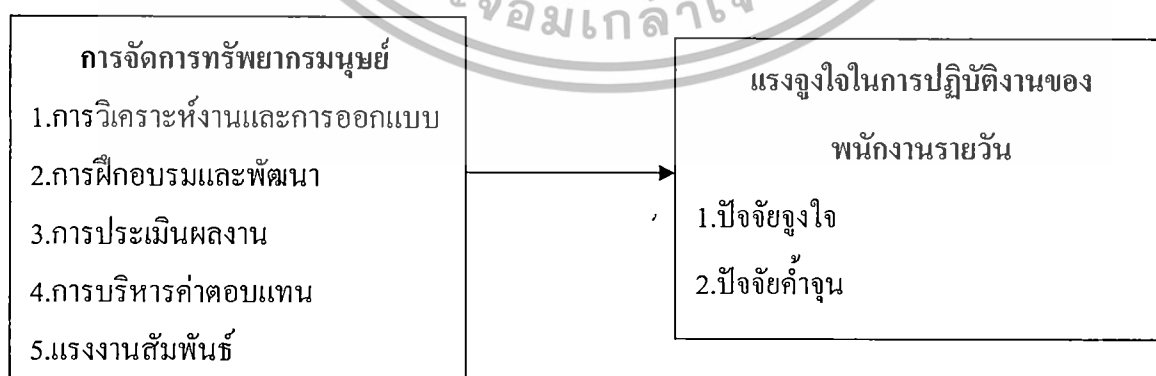 การจัดการทรัพยากรมนุษย์
1.การวิเคราะห์งานและการออกแบบ
2.การฝึกอบรมและพัฒนา
3.การประเมินผลงาน
4.การบริหารค่าตอบแทน
5.แรงงานสัมพันธ์
แรงจูงใจในการปฏิบัติงานของ
พนักงานรายวัน
1.ปัจจัยจูงใจ
2.ปัจจัยค้ำจุน